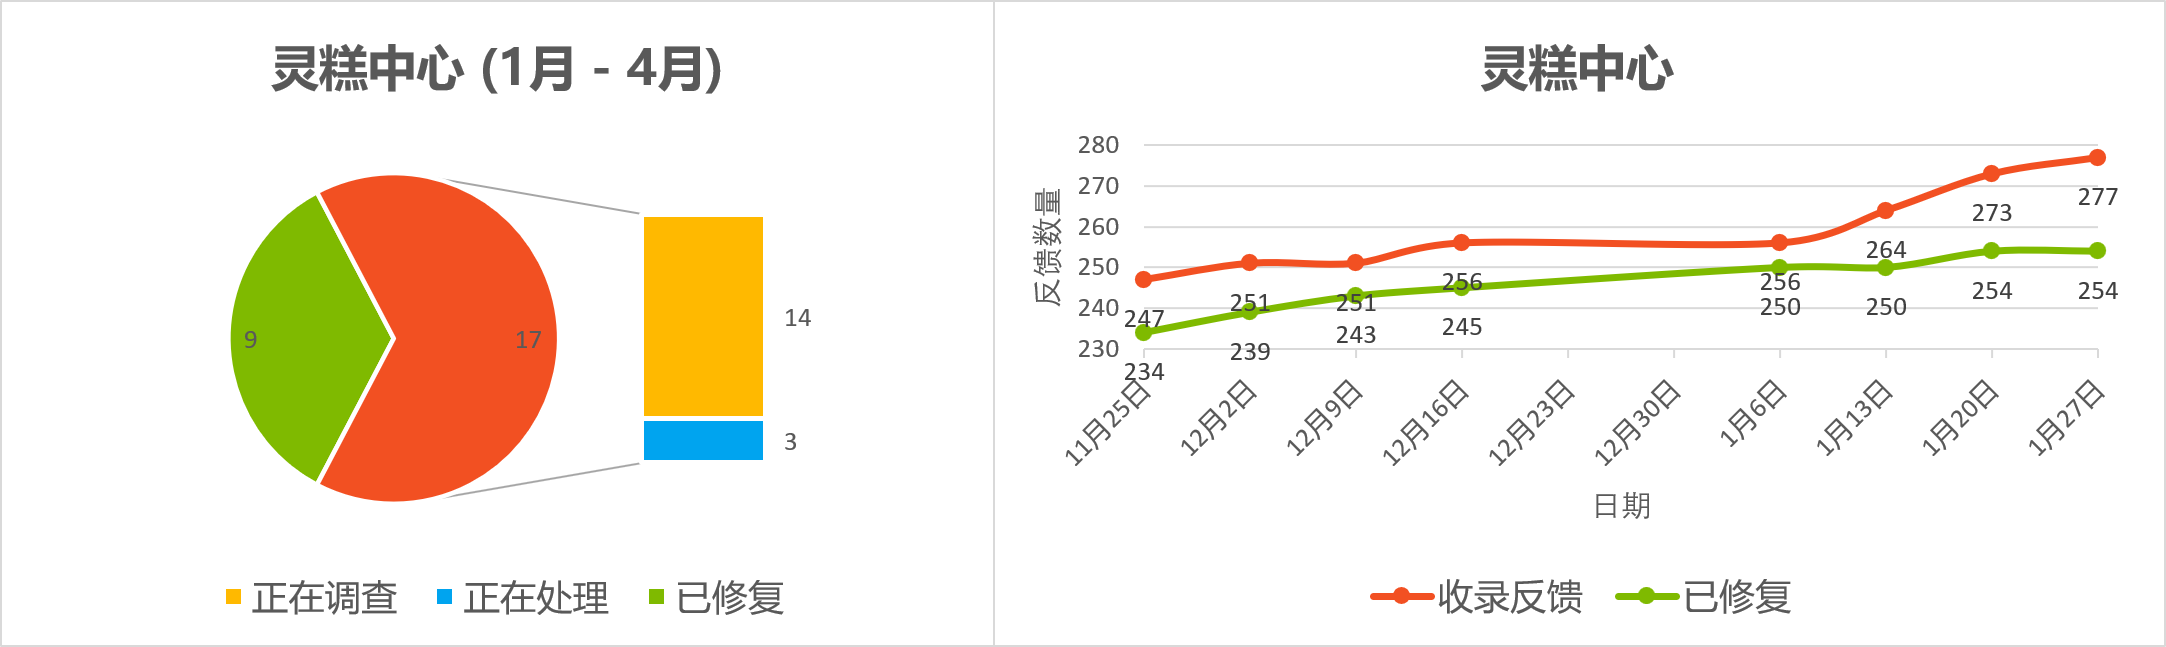 灵糕中心 (1月 - 4月)
9
17
14
3
正在调查 正在处理 已修复
灵糕中心
反馈数量
280
270
260
250
240
230
247 251 251 256 256 264 273 277
234 239 243 245 250 250 254 254
11月25日 12月2日 12月9日 12月16日 12月23日 12月30日 1月6日 1月13日 1月20日 1月27日
日期
收录反馈 已修复